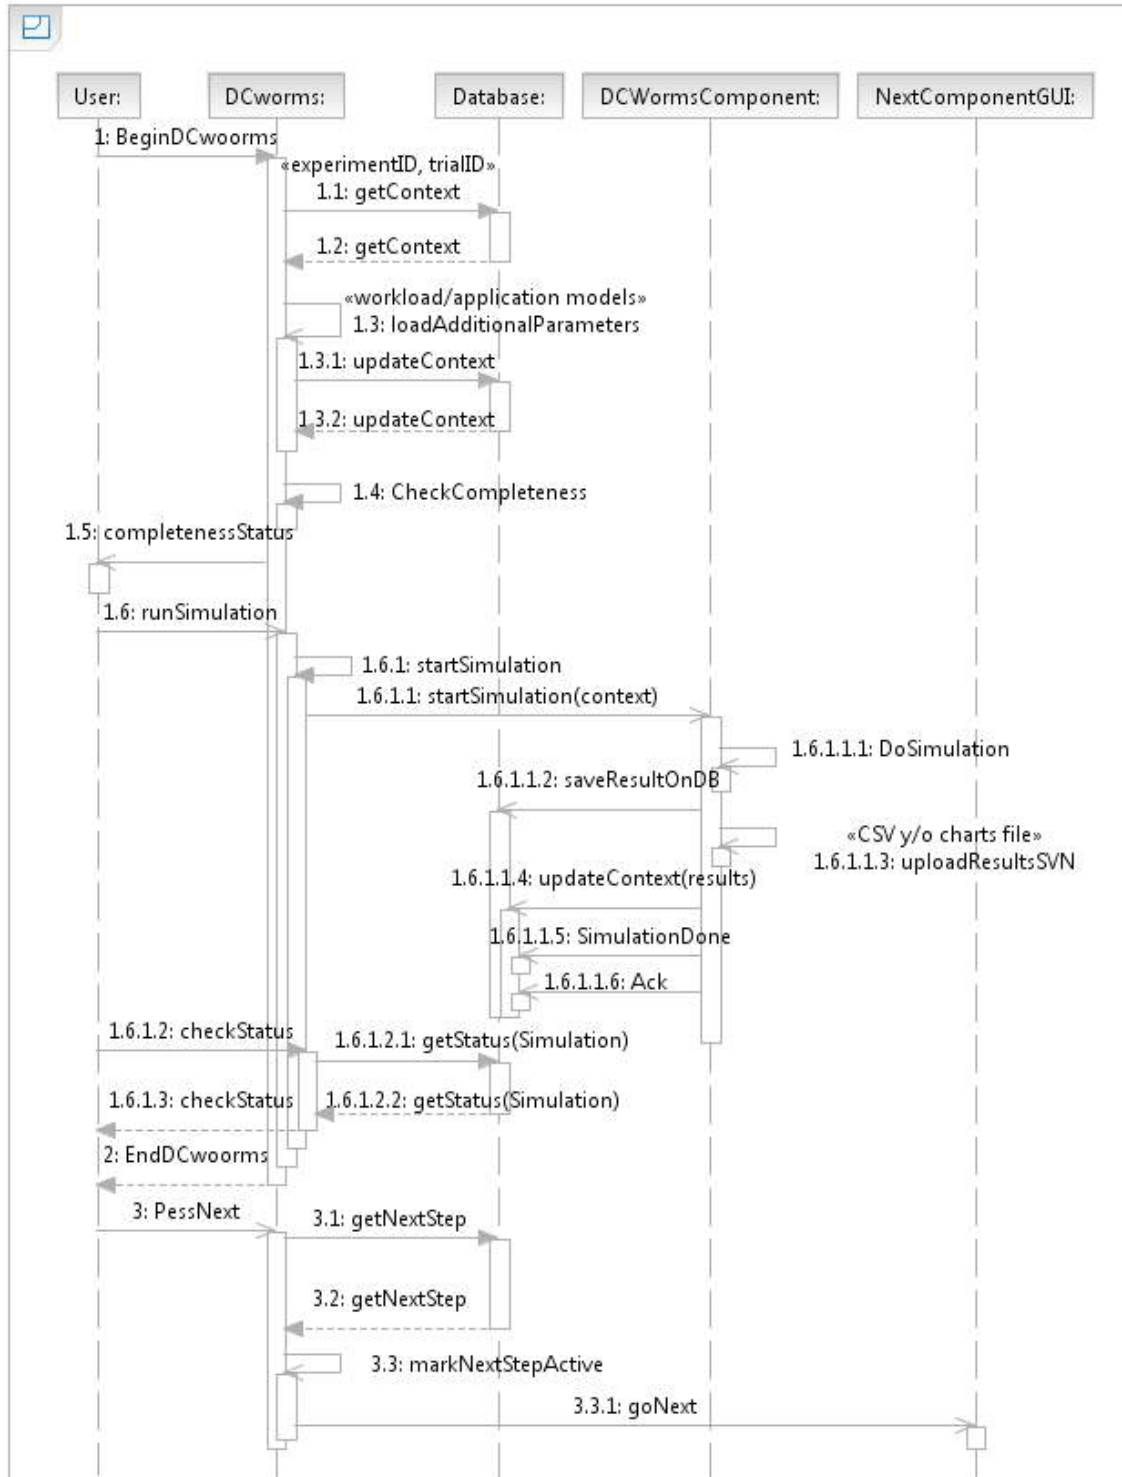 User:
DCworms:
Database:
DCWormsComponent:
NextComponentGUI:
1: BeginDCwoorms
«experimentID, trialID»
1.1: getContext
1.2: getContext
«workload/application models»
1.3: loadAdditionalParameters
1.3.1: updateContext
1.3.2: updateContext
1.4: CheckCompleteness
1.5: completenessStatus
1.6: runSimulation
1.6.1: startSimulation
1.6.1.1: startSimulation(context)
1.6.1.1.1: DoSimulation
1.6.1.1.2: saveResultOnDB
«CSV y/o charts file»
1.6.1.1.3: uploadResultsSVN
1.6.1.1.4: updateContext(results)
1.6.1.1.5: SimulationDone
1.6.1.1.6: Ack
1.6.1.2: checkStatus
1.6.1.2.1: getStatus(Simulation)
1.6.1.3: checkStatus
1.6.1.2.2: getStatus(Simulation)
2: EndDCwoorms
3: PessNext
3.1: getNextStep
3.2: getNextStep
3.3: markNextStepActive
3.3.1: goNext